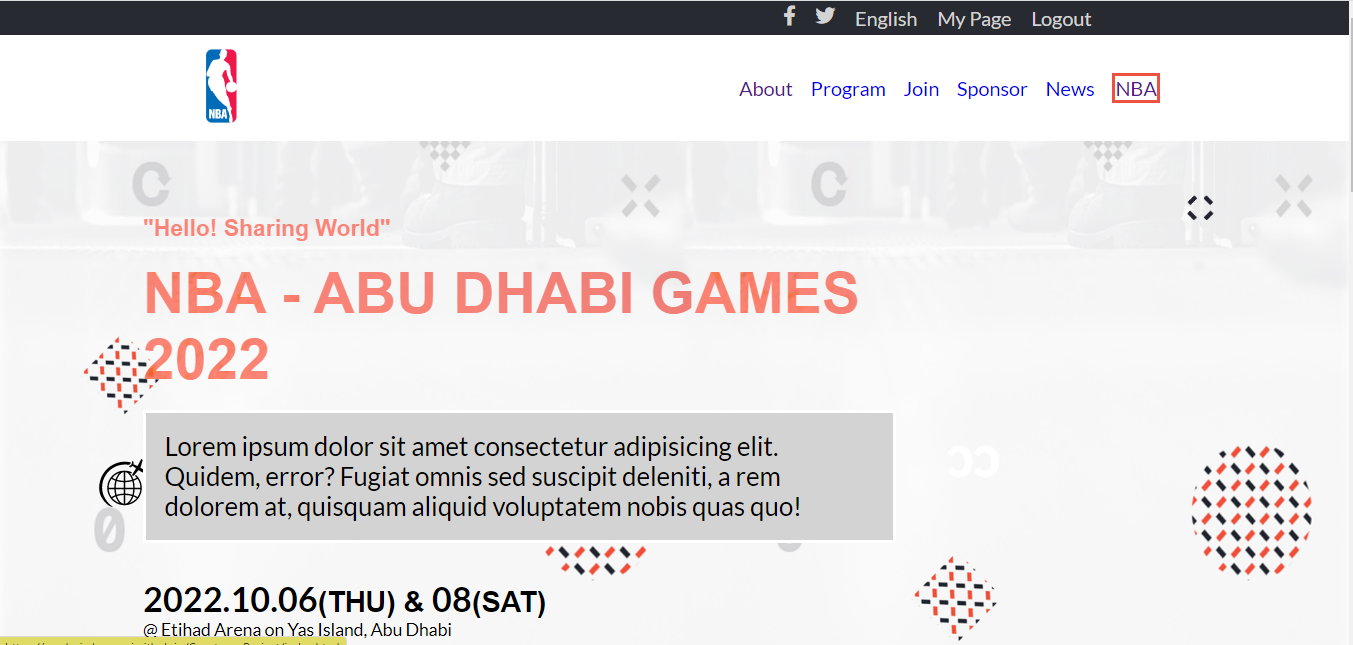 English My Page Logout
NBA
About Program Join Sponsor News NBA
"Hello! Sharing World"
NBA - ABU DHABI GAMES
2022
Lorem ipsum dolor sit amet consectetur adipisicing elit.
Quidem, error? Fugiat omnis sed suscipit deleniti, a rem
dolorem at, quisquam aliquid voluptatem nobis quas quo!
2022.10.06(THU) & 08(SAT)
@ Etihad Arena on Yas Island, Abu Dhabi